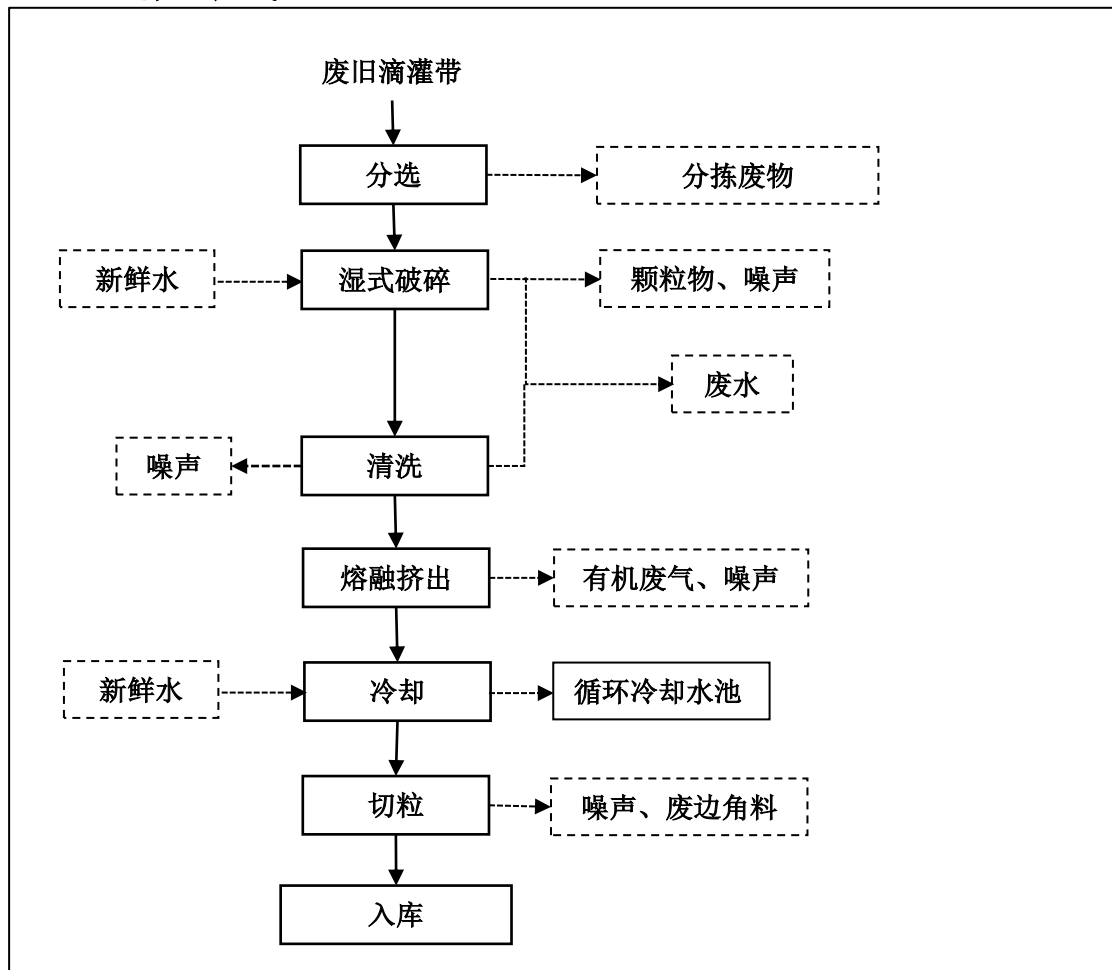 废旧滴灌带
分选
分拣废物
新鲜水
湿式破碎
颗粒物、噪声
废水
噪声
清洗
熔融挤出
有机废气、噪声
新鲜水
冷却
循环冷却水池
切粒
噪声、废边角料
入库